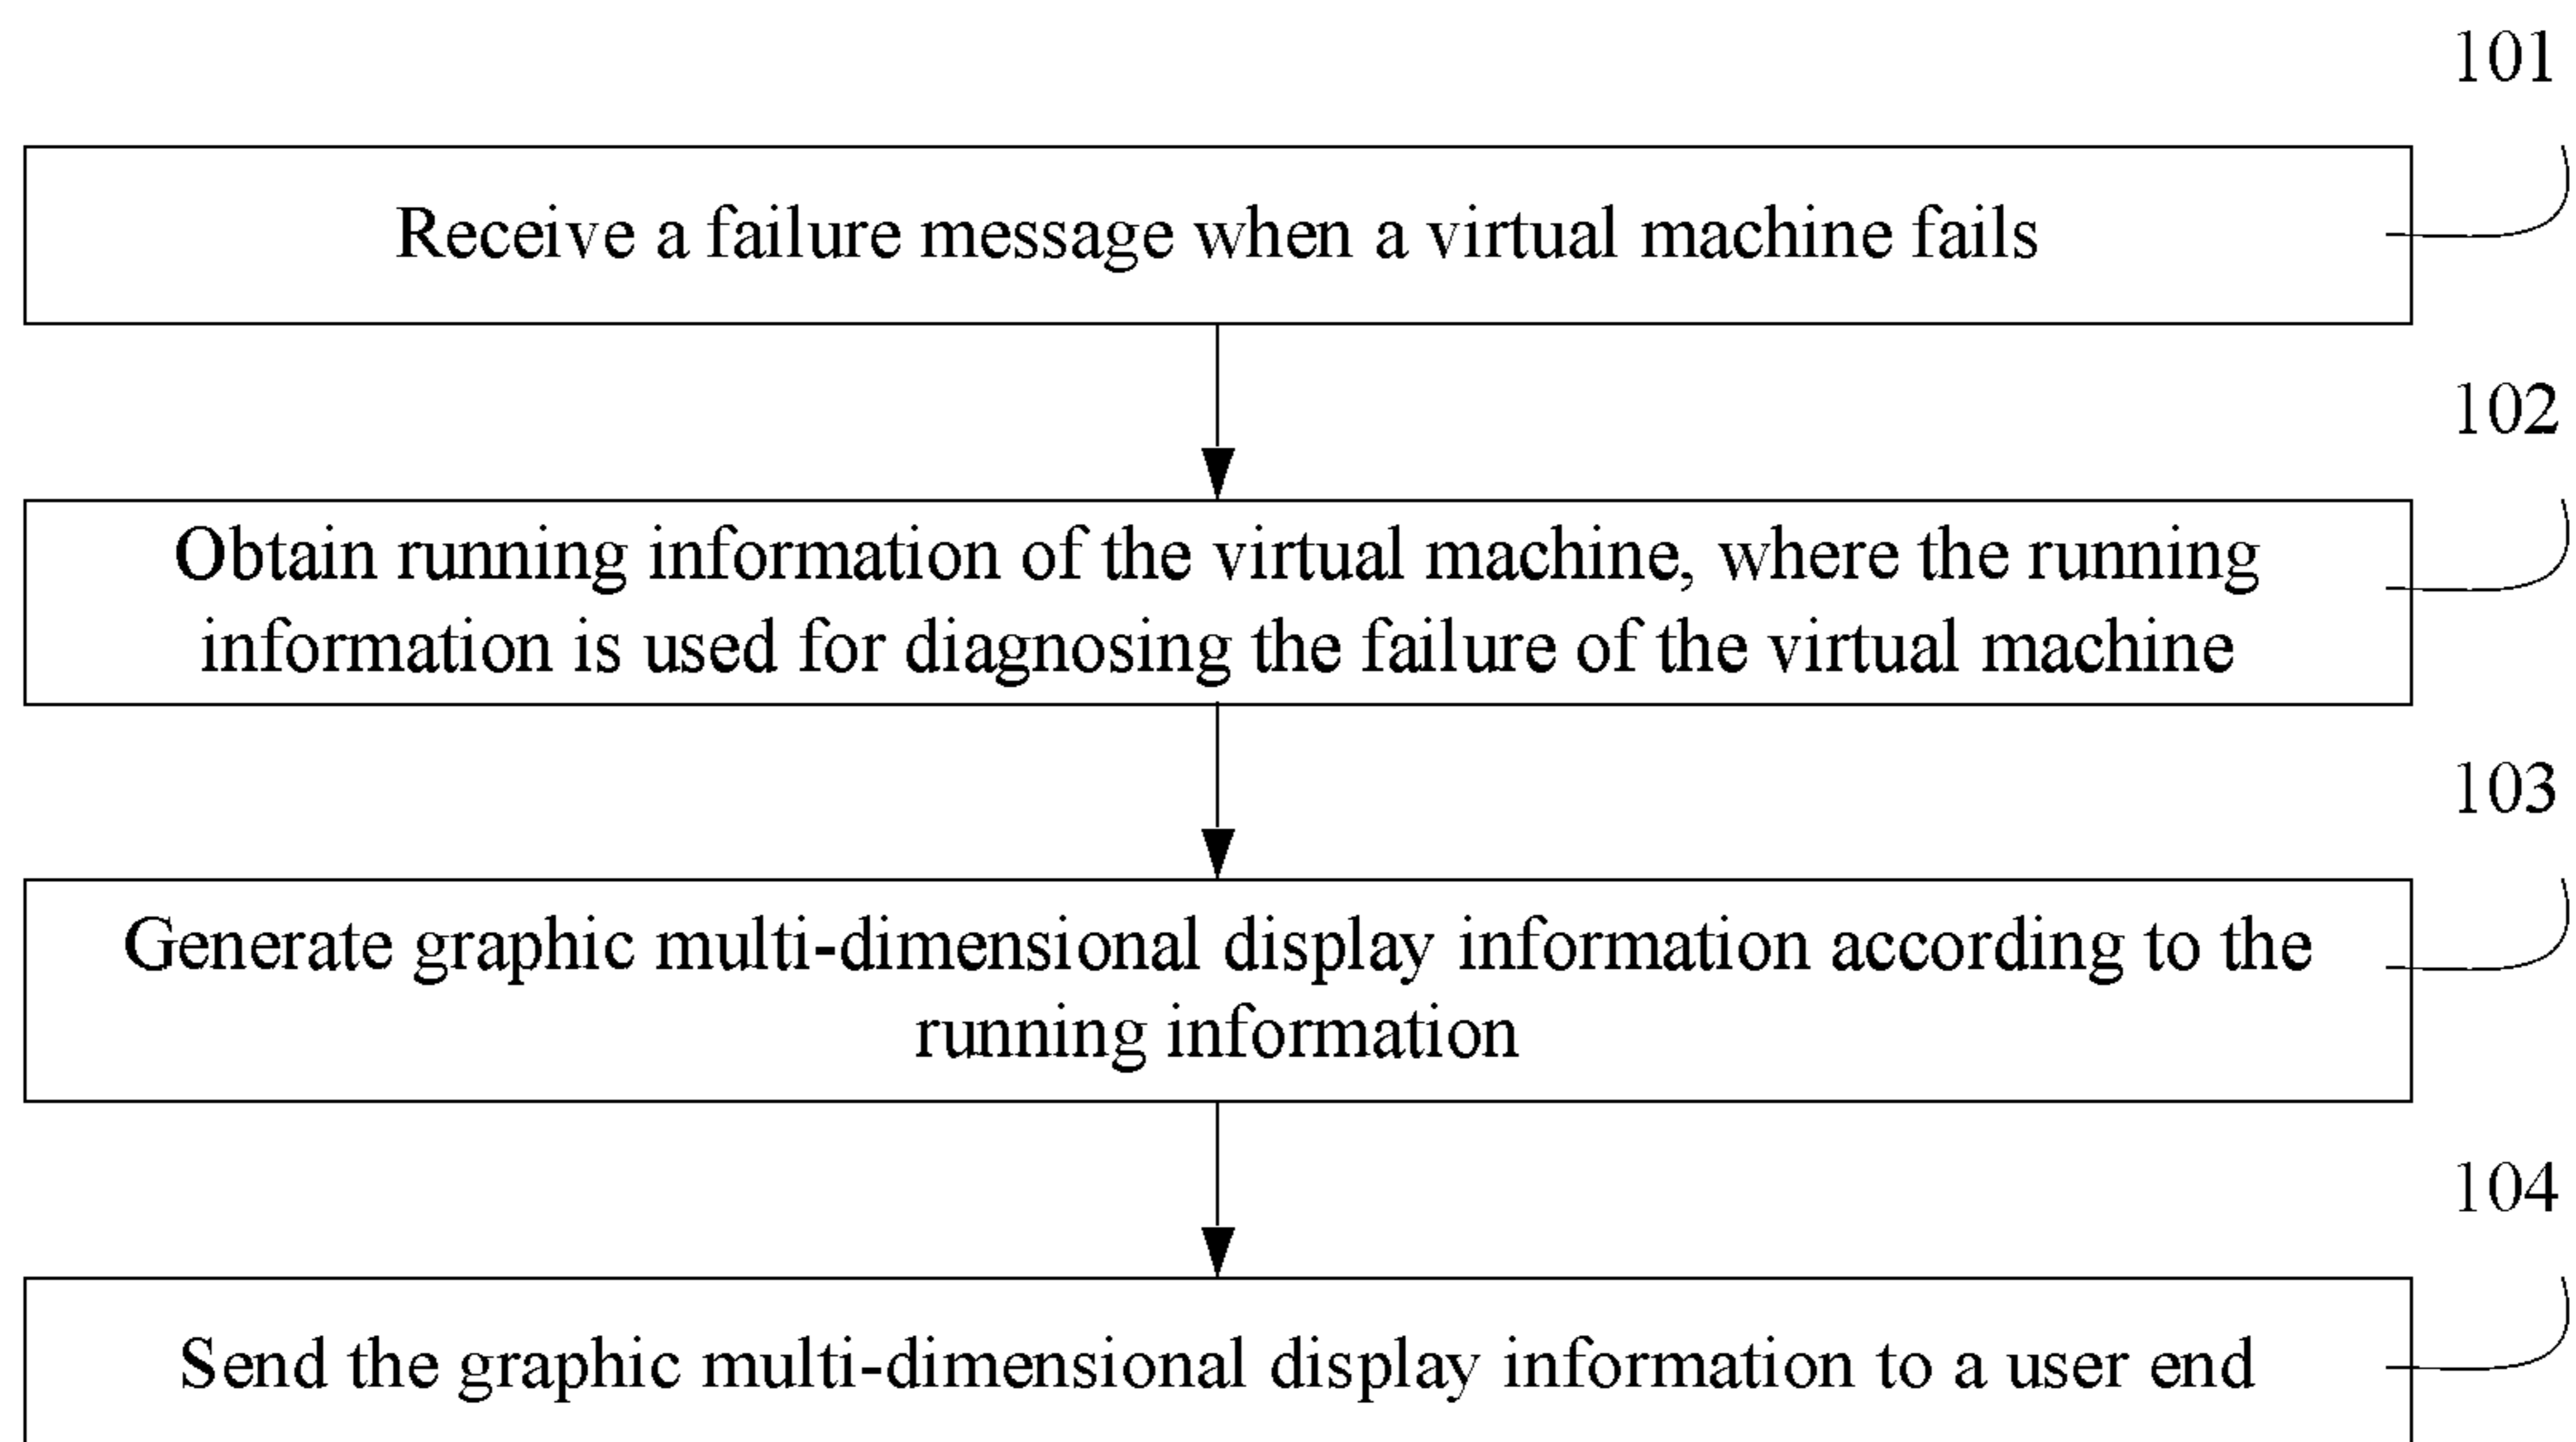 101
Receive a failure message when a virtual machine fails
102
Obtain running information of the virtual machine, where the running
information is used for diagnosing the failure of the virtual machine
103
Generate graphic multi-dimensional display information according to the
running information
104
Send the graphic multi-dimensional display information to a user end